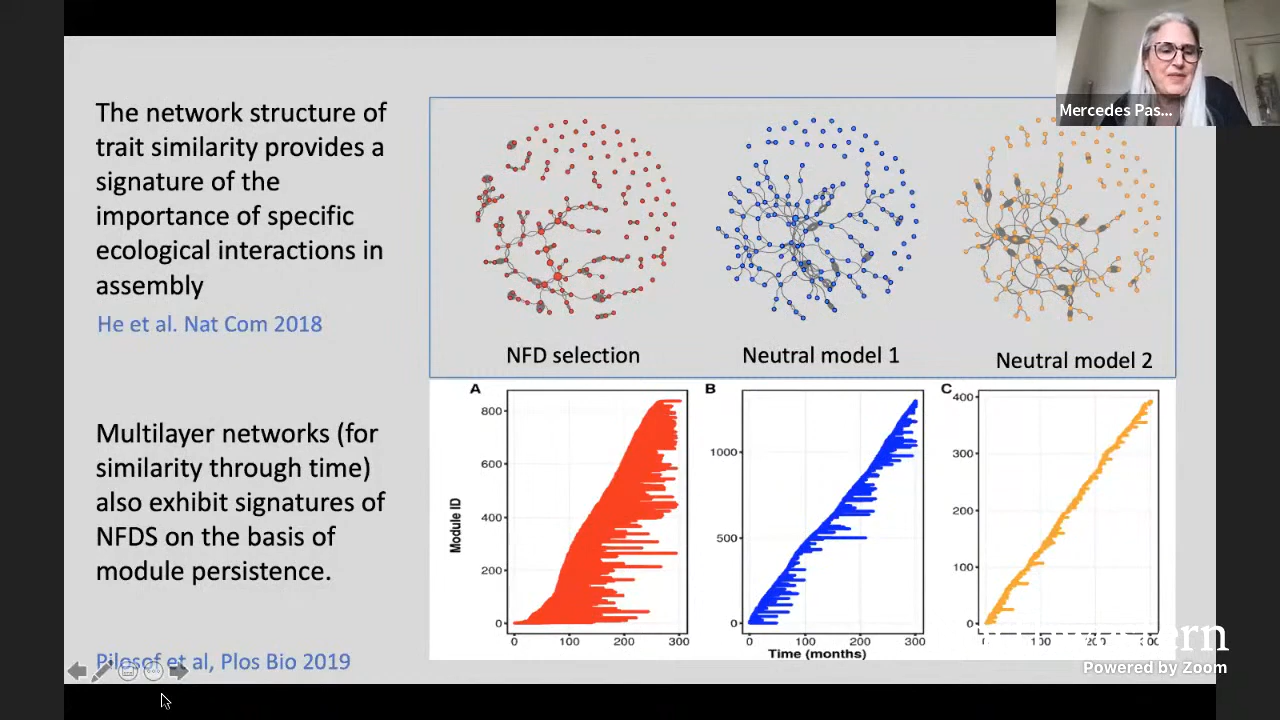 The network structure of
trait similarity provides a
signature of the
importance of specific
ecological interactions in
assembly
He et al. Nat Com 2018
Multilayer networks (for
similarity through time)
also exhibit signatures of
NFDS on the basis of
module persistence.
Pilosof et al, Plos Bio 2019
Mercedes Pas...
NFD selection
Neutral model 1
Neutral model 2
A
B
C
Module ID
800
600
400
200
0
0
100
200
300
1000
500
0
0
100
200
300
400
300
200
100
0
Time (months)
Powered by Zoom